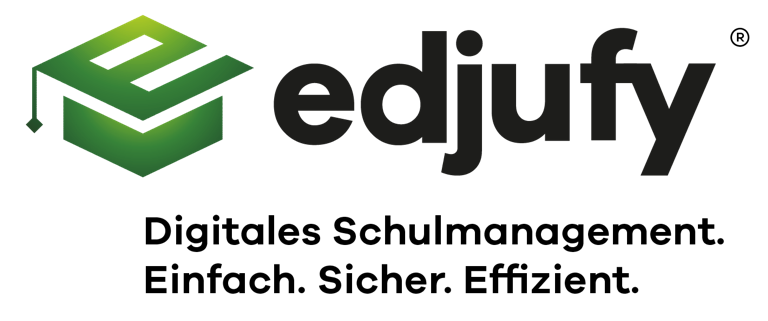 edjufy®
Digitales Schulmanagement.
Einfach. Sicher. Effizient.